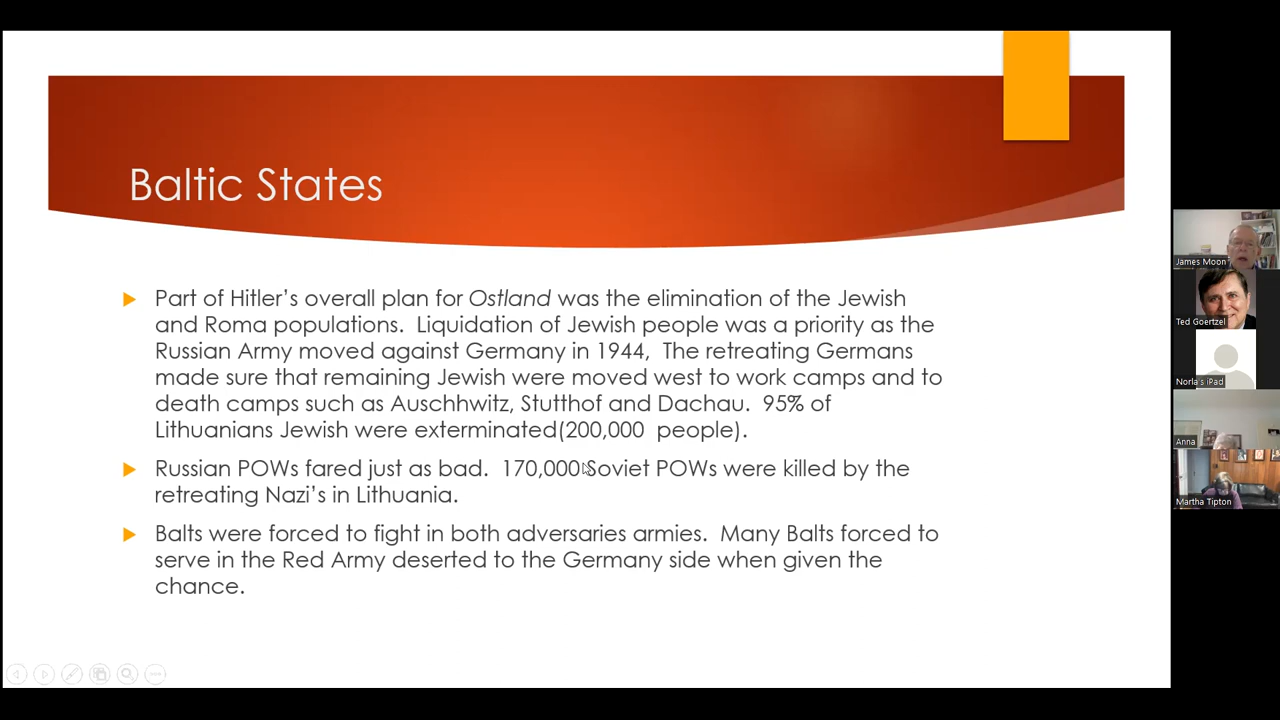 Baltic States
Part of Hitler's overall plan for Ostland was the elimination of the Jewish
and Roma populations.  Liquidation of Jewish people was a priority as the
Russian Army moved against Germany in 1944,  The retreating Germans
made sure that remaining Jewish were moved west to work camps and to
death camps such as Auschhwitz, Stutthof and Dachau.  95% of
Lithuanians Jewish were exterminated(200,000  people).
Russian POWs fared just as bad.  170,000 Soviet POWs were killed by the
retreating Nazi's in Lithuania.
Balts were forced to fight in both adversaries armies.  Many Balts forced to
serve in the Red Army deserted to the Germany side when given the
chance.
James Moon
Ted Goertzel
Norla's iPad
Anna
Martha Tipton